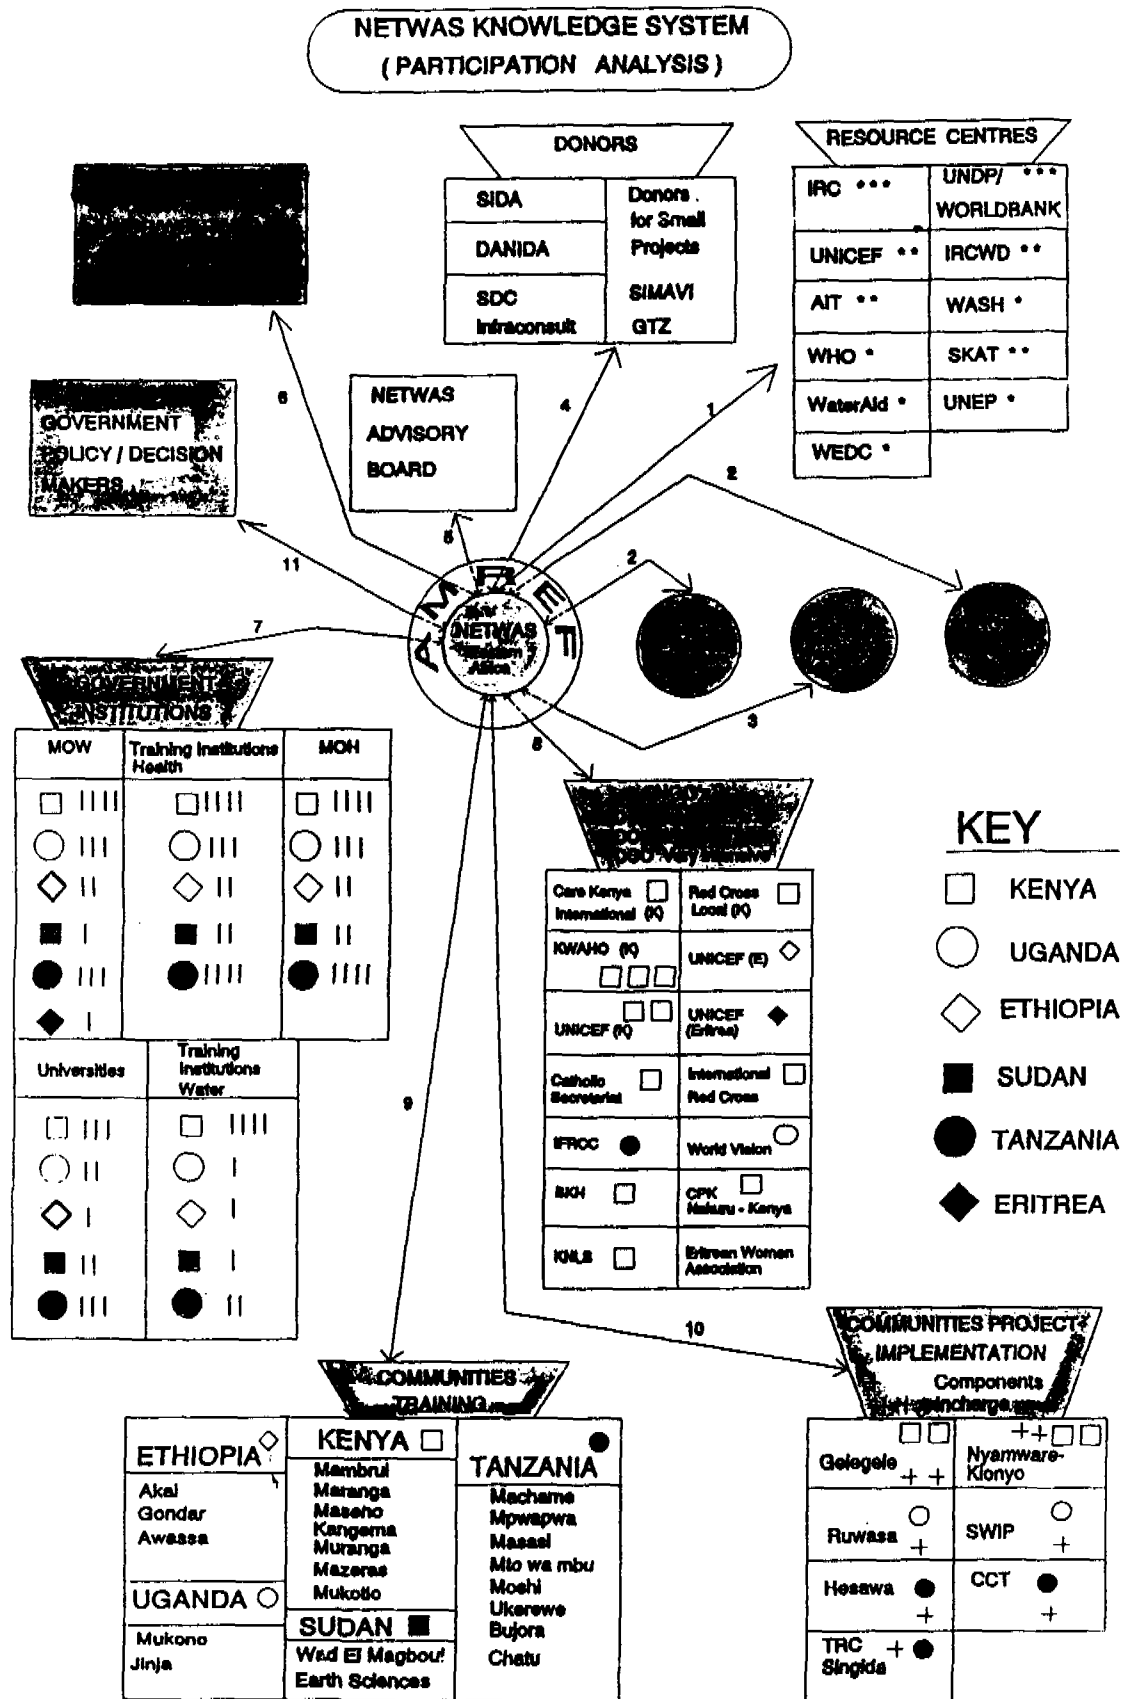 NETWAS KNOWLEDGE SYSTEM
( PARTICIPATION ANALYSIS )
DONORS
SIDA
DANIDA
SDC
Infraconsult
Donors
for Small
Projects
SIMAVI
GTZ
RESOURCE CENTRES
IRC ***
UNDP/ ***
WORLDBANK
UNICEF **
IRCWD **
AIT **
WASH *
WHO *
SKAT **
WaterAid *
UNEP *
WEDC *
GOVERNMENT
POLICY / DECISION
MAKERS
NETWAS
ADVISORY
BOARD
6
4
1
2
5
11
2
7
3
8
9
10
AMREF
NETWAS
Eastern
Africa
GOVERNMENT
INSTITUTIONS
MOW
Training Institutions
Health
MOH
Universities
Training
Institutions
Water
Very Intensive
Care Kenya
International (K)
Red Cross
Local (K)
KWAHO (K)
UNICEF (E)
UNICEF (K)
UNICEF
(Eritrea)
Catholic
Secretariat
International
Red Cross
IFRCC
World Vision
CPK
Nakuru - Kenya
KNLS
Eritrean Women
Association
KEY
KENYA
UGANDA
ETHIOPIA
SUDAN
TANZANIA
ERITREA
COMMUNITIES
TRAINING
ETHIOPIA
Akai
Gondar
Awassa
UGANDA
Mukono
Jinja
KENYA
Mambrui
Maranga
Maseno
Kangema
Muranga
Mazeras
SUDAN
Wad El Magboul
Earth Sciences
TANZANIA
Machame
Mpwapwa
Masasi
Mto wa mbu
Moshi
Ukerewe
Bujora
Chatu
COMMUNITIES PROJECT
IMPLEMENTATION
Components
incharge
Gelegele
++
++
Nyamware-
Kionyo
Ruwasa
+
SWIP
+
Hesawa
+
CCT
+
TRC +
Singida